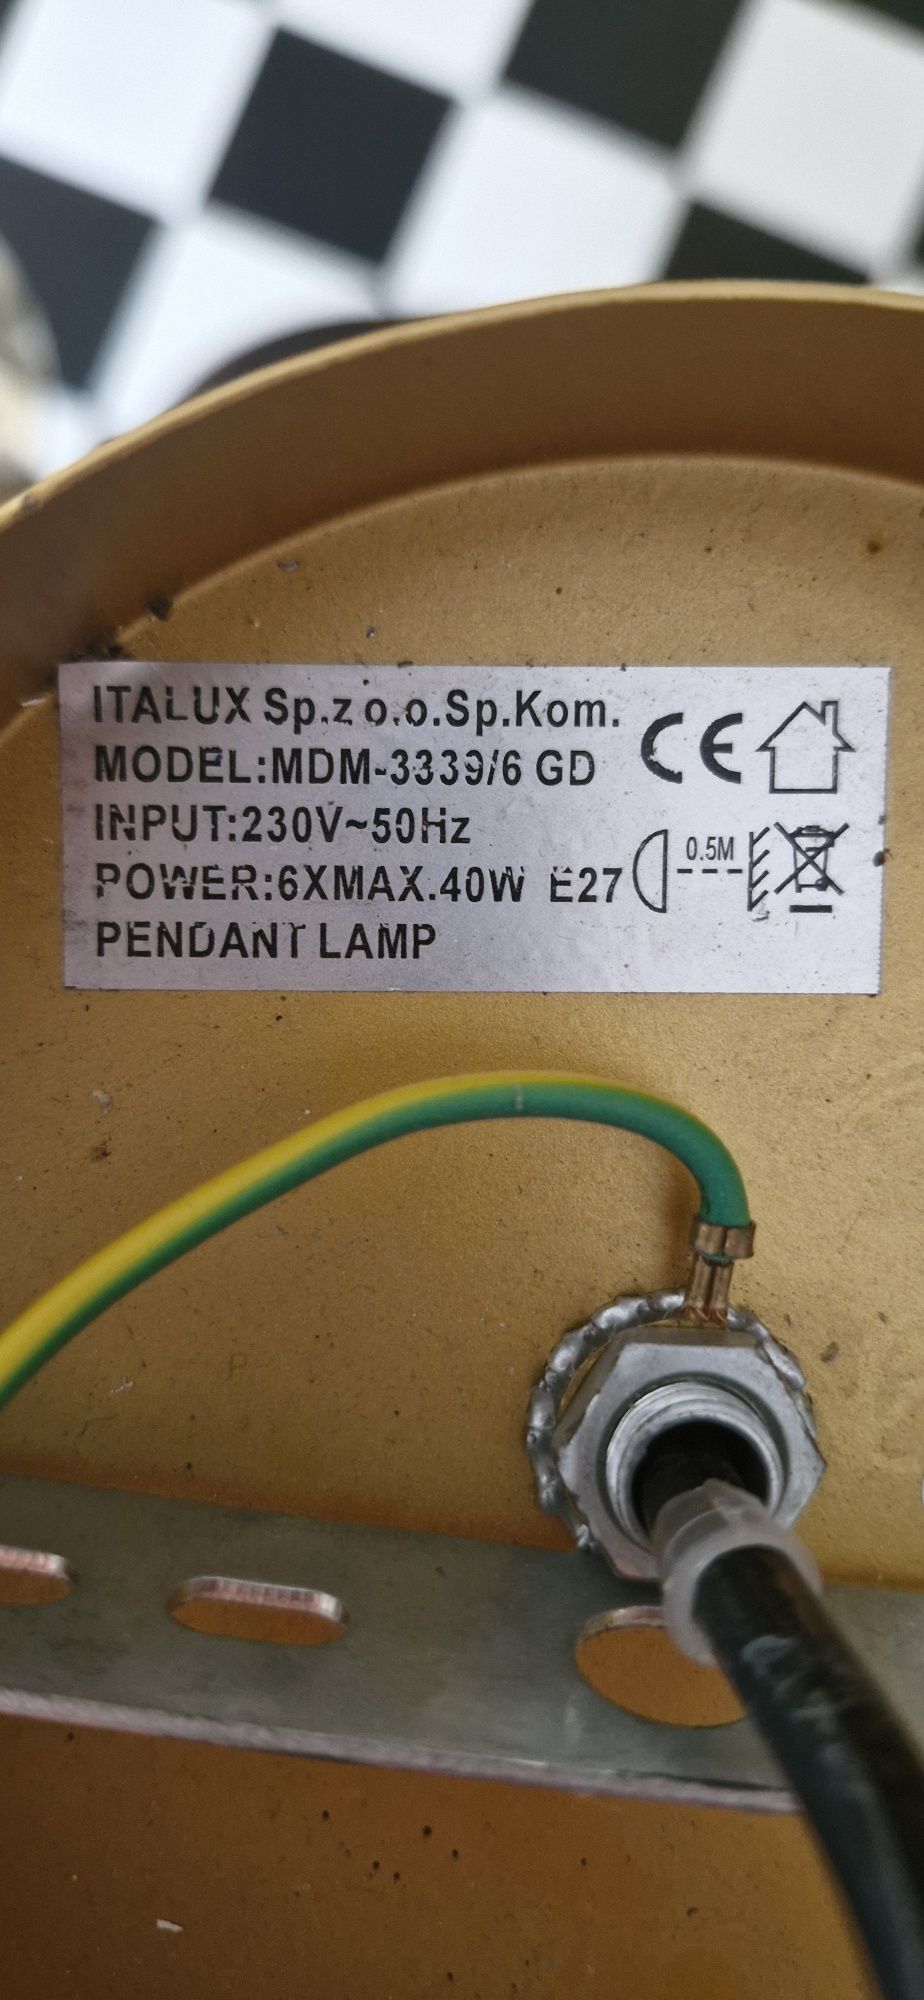 ITALUX Sp.z o.o.Sp.Kom.
MODEL:MDM-3339/6 GD
INPUT:230V~50Hz
POWER:6XMAX.40W E27
PENDANT LAMP
CE
0.5M